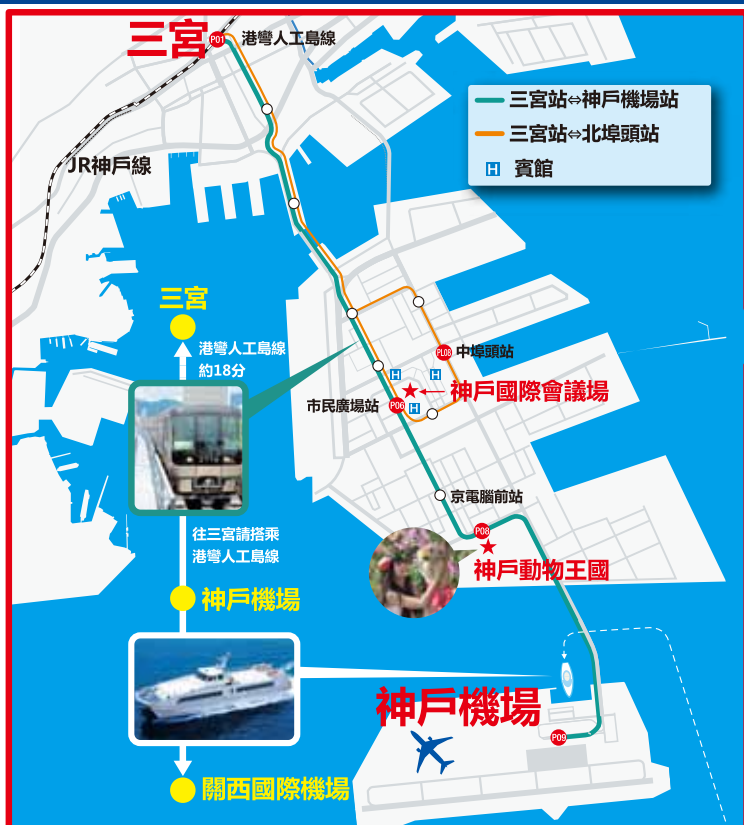 三宮
P01
港彎人工島線
三宮站⇔神戶機場站
三宮站⇔北埠頭站
H 賓館
JR神戶線
三宮
港彎人工島線
約18分
PL08
中埠頭站
H
H
H
神戶國際會議場
市民廣場站
P06
京電腦前站
往三宮請搭乘
港彎人工島線
P08
神戶動物王國
神戶機場
神戶機場
P09
關西國際機場